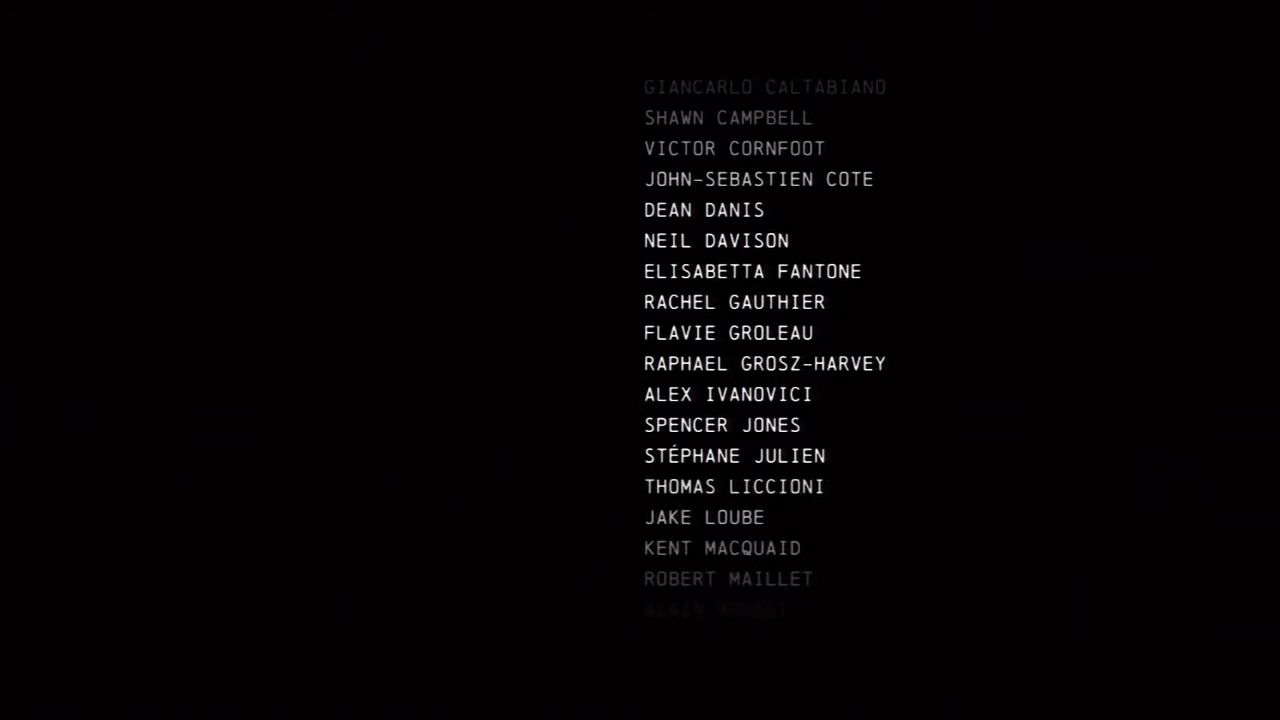 GIANCARLO CALTABIANO
SHAWN CAMPBELL
VICTOR CORNFOOT
JOHN-SEBASTIEN COTE
DEAN DANIS
NEIL DAVISON
ELISABETTA FANTONE
RACHEL GAUTHIER
FLAVIE GROLEAU
RAPHAEL GROSZ-HARVEY
ALEX IVANOVICI
SPENCER JONES
STÉPHANE JULIEN
THOMAS LICCIONI
JAKE LOUBE
KENT MACQUAID
ROBERT MAILLET